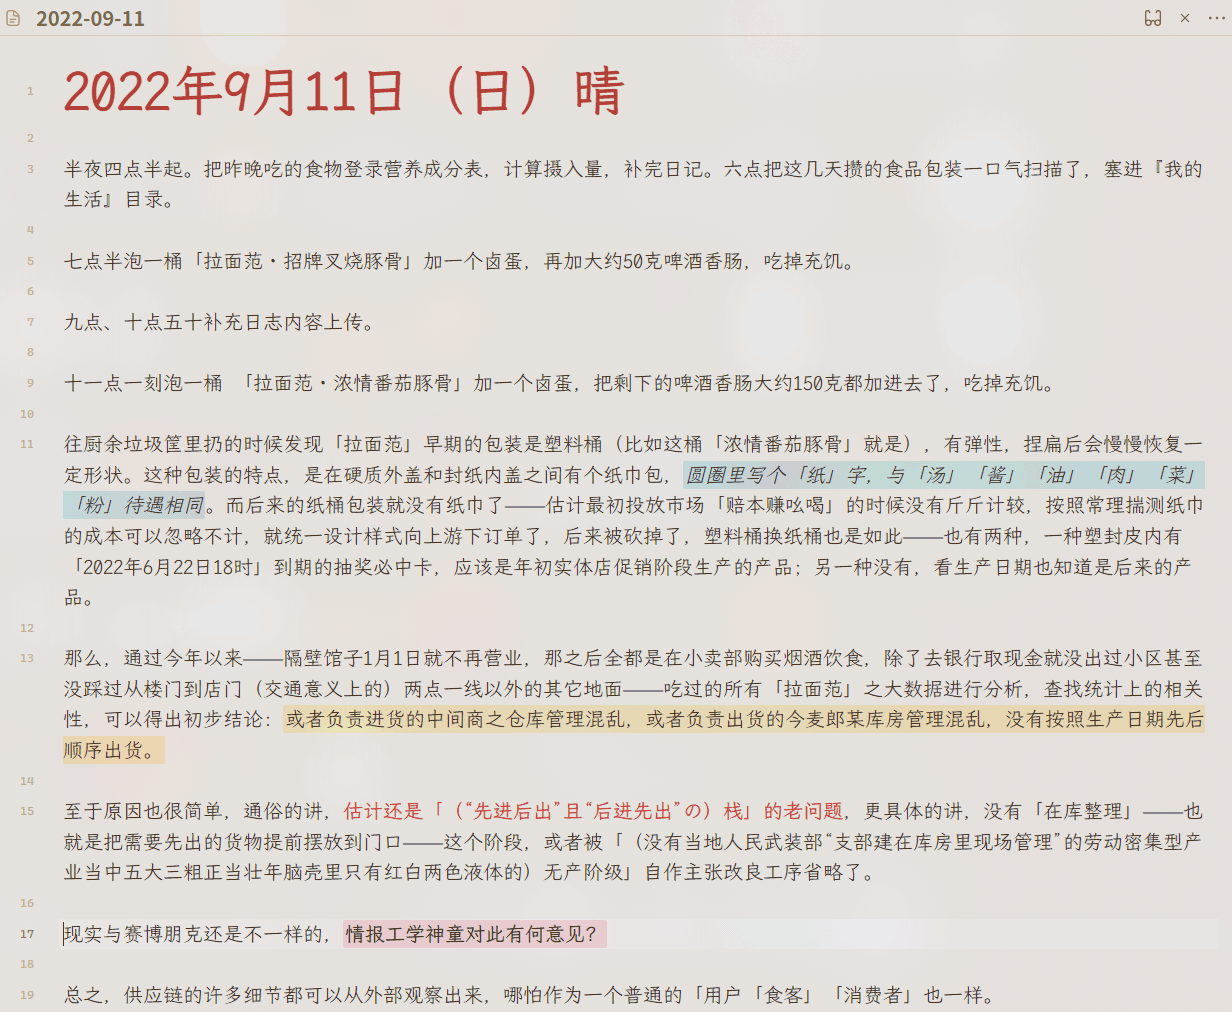 2022-09-11
1 2022年9月11日（日）晴
2
3 半夜四点半起。把昨晚吃的食物登录营养成分表，计算摄入量，补完日记。六点把这几天攒的食品包装一口气扫描了，塞进『我的
生活』目录。
4
5 七点半泡一桶「拉面范・招牌叉烧豚骨」加一个卤蛋，再加大约50克啤酒香肠，吃掉充饥。
6
7 九点、十点五十补充日志内容上传。
8
9 十一点一刻泡一桶 「拉面范・浓情番茄豚骨」加一个卤蛋，把剩下的啤酒香肠大约150克都加进去了，吃掉充饥。
10
11 往厨余垃圾筐里扔的时候发现「拉面范」早期的包装是塑料桶（比如这桶「浓情番茄豚骨」就是），有弹性，捏扁后会慢慢恢复一
定形状。这种包装的特点，是在硬质外盖和封纸内盖之间有个纸巾包，圆圈里写个「纸」字，与「汤」「酱」「油」「肉」「菜」
「粉」待遇相同。而后来的纸桶包装就没有纸巾了——估计最初投放市场「赔本赚吆喝」的时候没有斤斤计较，按照常理揣测纸巾
的成本可以忽略不计，就统一设计样式向上游下订单了，后来被砍掉了，塑料桶换纸桶也是如此——也有两种，一种塑封皮内有
「2022年6月22日18时」到期的抽奖必中卡，应该是年初实体店促销阶段生产的产品；另一种没有，看生产日期也知道是后来的产
品。
12
13 那么，通过今年以来——隔壁馆子1月1日就不再营业，那之后全都是在小卖部购买烟酒饮食，除了去银行取现金就没出过小区甚至
没踩过从楼门到店门（交通意义上的）两点一线以外的其它地面——吃过的所有「拉面范」之大数据进行分析，查找统计上的相关
性，可以得出初步结论：或者负责进货的中间商之仓库管理混乱，或者负责出货的今麦郎某库房管理混乱，没有按照生产日期先后
顺序出货。
14
15 至于原因也很简单，通俗的讲，估计还是「（“先进后出”且“后进先出”の）栈」的老问题，更具体的讲，没有「在库整理」——也
就是把需要先出的货物提前摆放到门口——这个阶段，或者被「（没有当地人民武装部“支部建在库房里现场管理”的劳动密集型产
业当中五大三粗正当壮年脑壳里只有红白两色液体的）无产阶级」自作主张改良工序省略了。
16
17 现实与赛博朋克还是不一样的，情报工学神童对此有何意见？
18
19 总之，供应链的许多细节都可以从外部观察出来，哪怕作为一个普通的「用户「食客」「消费者」也一样。